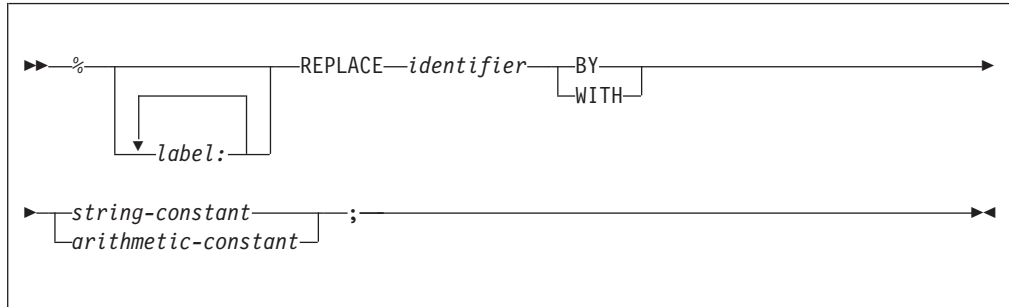 % REPLACE identifier BY
WITH
label:
string-constant ;
arithmetic-constant